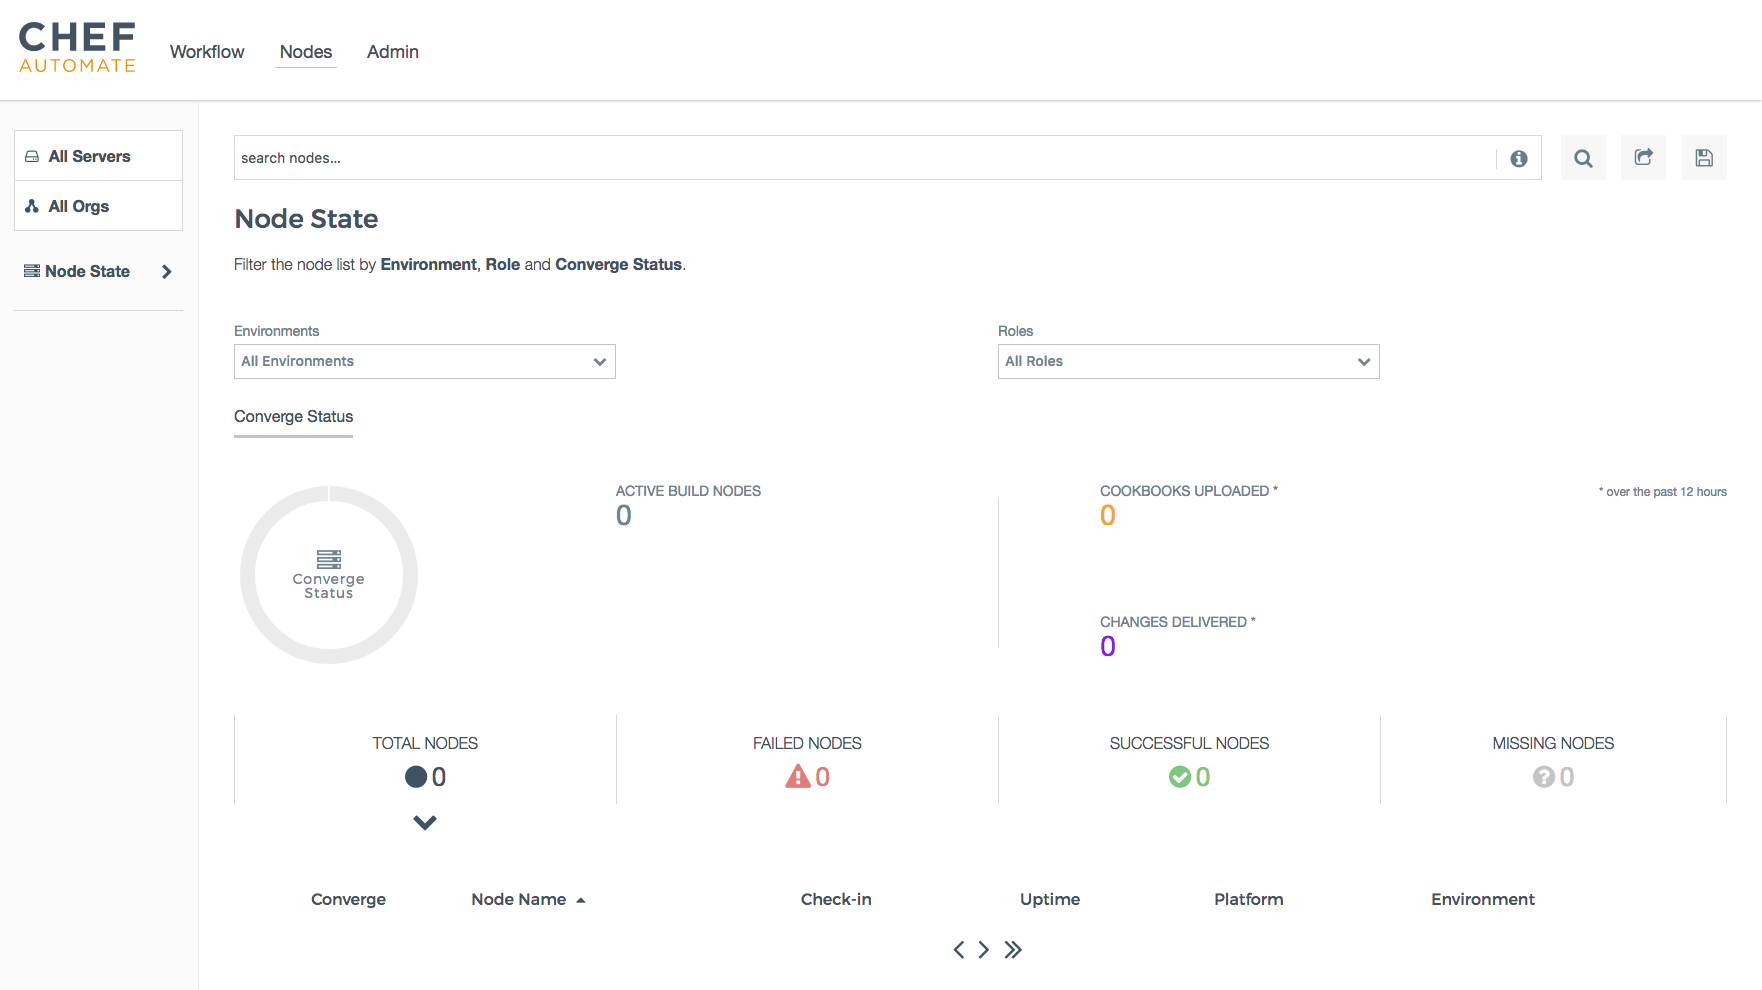 CHEF
AUTOMATE
Workflow
Nodes
Admin
All Servers
All Orgs
Node State
search nodes...
Node State
Filter the node list by Environment, Role and Converge Status.
Environments
All Environments
Roles
All Roles
Converge Status
Converge
Status
ACTIVE BUILD NODES
0
COOKBOOKS UPLOADED *
0
* over the past 12 hours
CHANGES DELIVERED *
0
TOTAL NODES
0
FAILED NODES
0
SUCCESSFUL NODES
0
MISSING NODES
0
Converge
Node Name
Check-in
Uptime
Platform
Environment